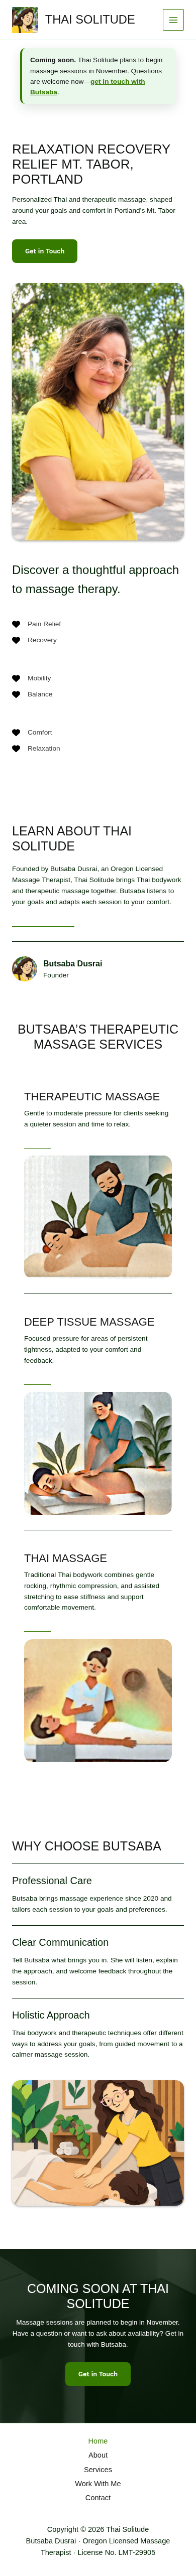 THAI SOLITUDE
Coming soon. Thai Solitude plans to begin
massage sessions in November. Questions
are welcome now—get in touch with
Butsaba.
RELAXATION RECOVERY
RELIEF MT. TABOR,
PORTLAND
Personalized Thai and therapeutic massage, shaped
around your goals and comfort in Portland's Mt. Tabor
area.
Get in Touch
Discover a thoughtful approach
to massage therapy.
Pain Relief
Recovery
Mobility
Balance
Comfort
Relaxation
LEARN ABOUT THAI
SOLITUDE
Founded by Butsaba Dusrai, an Oregon Licensed
Massage Therapist, Thai Solitude brings Thai bodywork
and therapeutic massage together. Butsaba listens to
your goals and adapts each session to your comfort.
Butsaba Dusrai
Founder
BUTSABA'S THERAPEUTIC
MASSAGE SERVICES
THERAPEUTIC MASSAGE
Gentle to moderate pressure for clients seeking
a quieter session and time to relax.
DEEP TISSUE MASSAGE
Focused pressure for areas of persistent
tightness, adapted to your comfort and
feedback.
THAI MASSAGE
Traditional Thai bodywork combines gentle
rocking, rhythmic compression, and assisted
stretching to ease stiffness and support
comfortable movement.
WHY CHOOSE BUTSABA
Professional Care
Butsaba brings massage experience since 2020 and
tailors each session to your goals and preferences.
Clear Communication
Tell Butsaba what brings you in. She will listen, explain
the approach, and welcome feedback throughout the
session.
Holistic Approach
Thai bodywork and therapeutic techniques offer different
ways to address your goals, from guided movement to a
calmer massage session.
COMING SOON AT THAI
SOLITUDE
Massage sessions are planned to begin in November.
Have a question or want to ask about availability? Get in
touch with Butsaba.
Get in Touch
Home
About
Services
Work With Me
Contact
Copyright © 2026 Thai Solitude
Butsaba Dusrai · Oregon Licensed Massage
Therapist · License No. LMT-29905